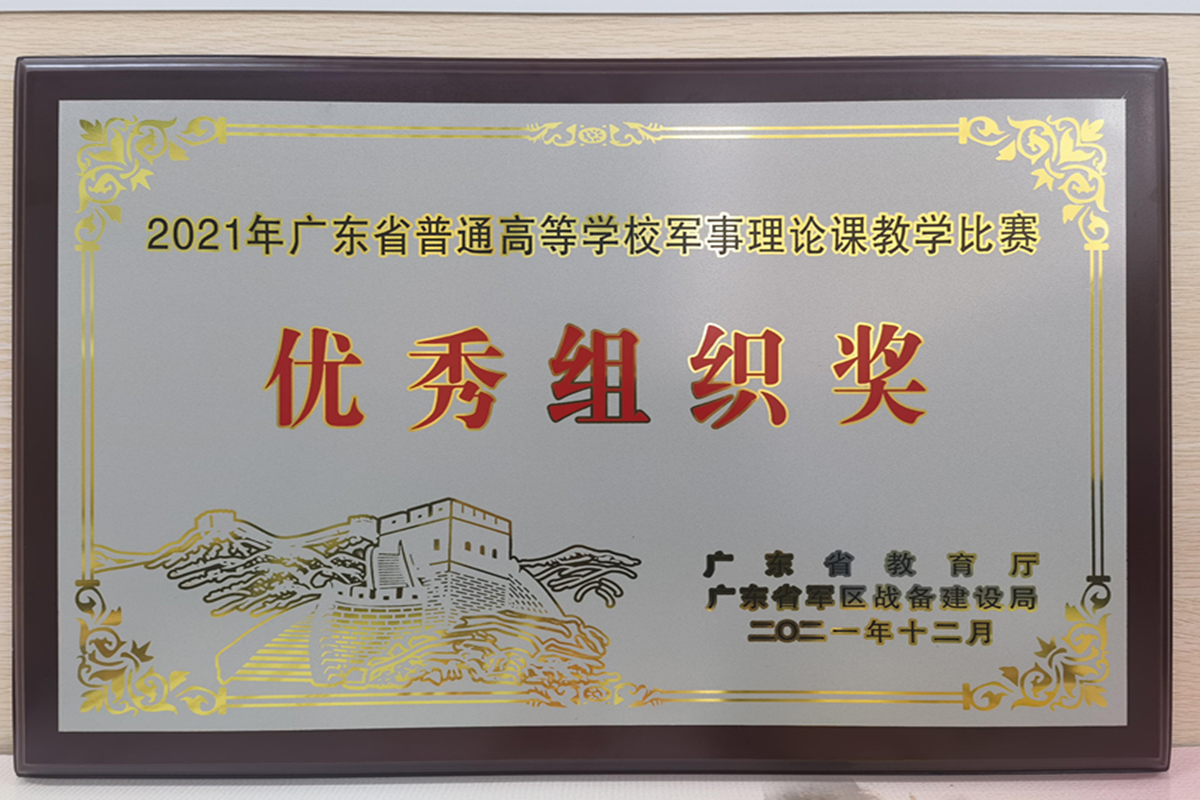 2021年广东省普通高等学校军事理论课教学比赛
优秀组织奖
广东省教育厅
广东省军区战备建设局
二〇二一年十二月